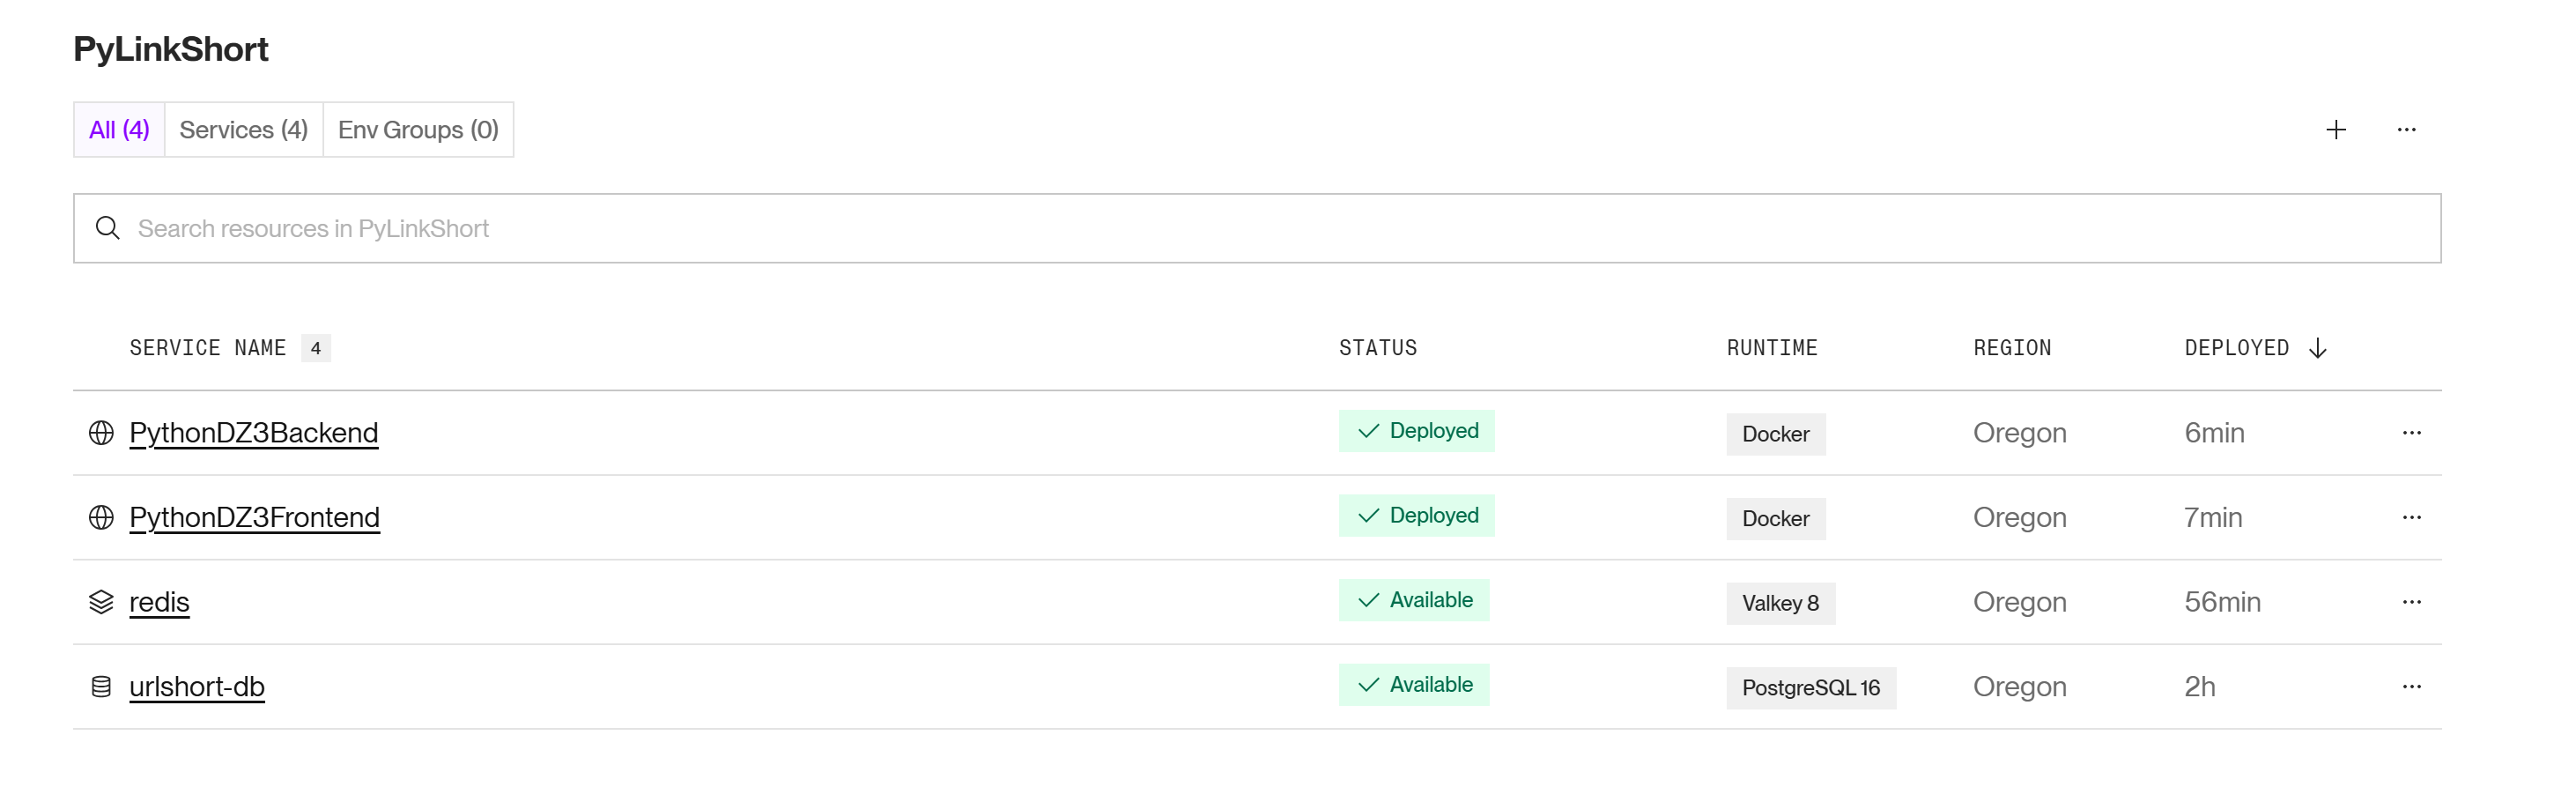 PyLinkShort
All (4) Services (4) Env Groups (0)
Search resources in PyLinkShort
SERVICE NAME 4 STATUS RUNTIME REGION DEPLOYED
PythonDZ3Backend Deployed Docker Oregon 6min
PythonDZ3Frontend Deployed Docker Oregon 7min
redis Available Valkey 8 Oregon 56min
urlshort-db Available PostgreSQL 16 Oregon 2h